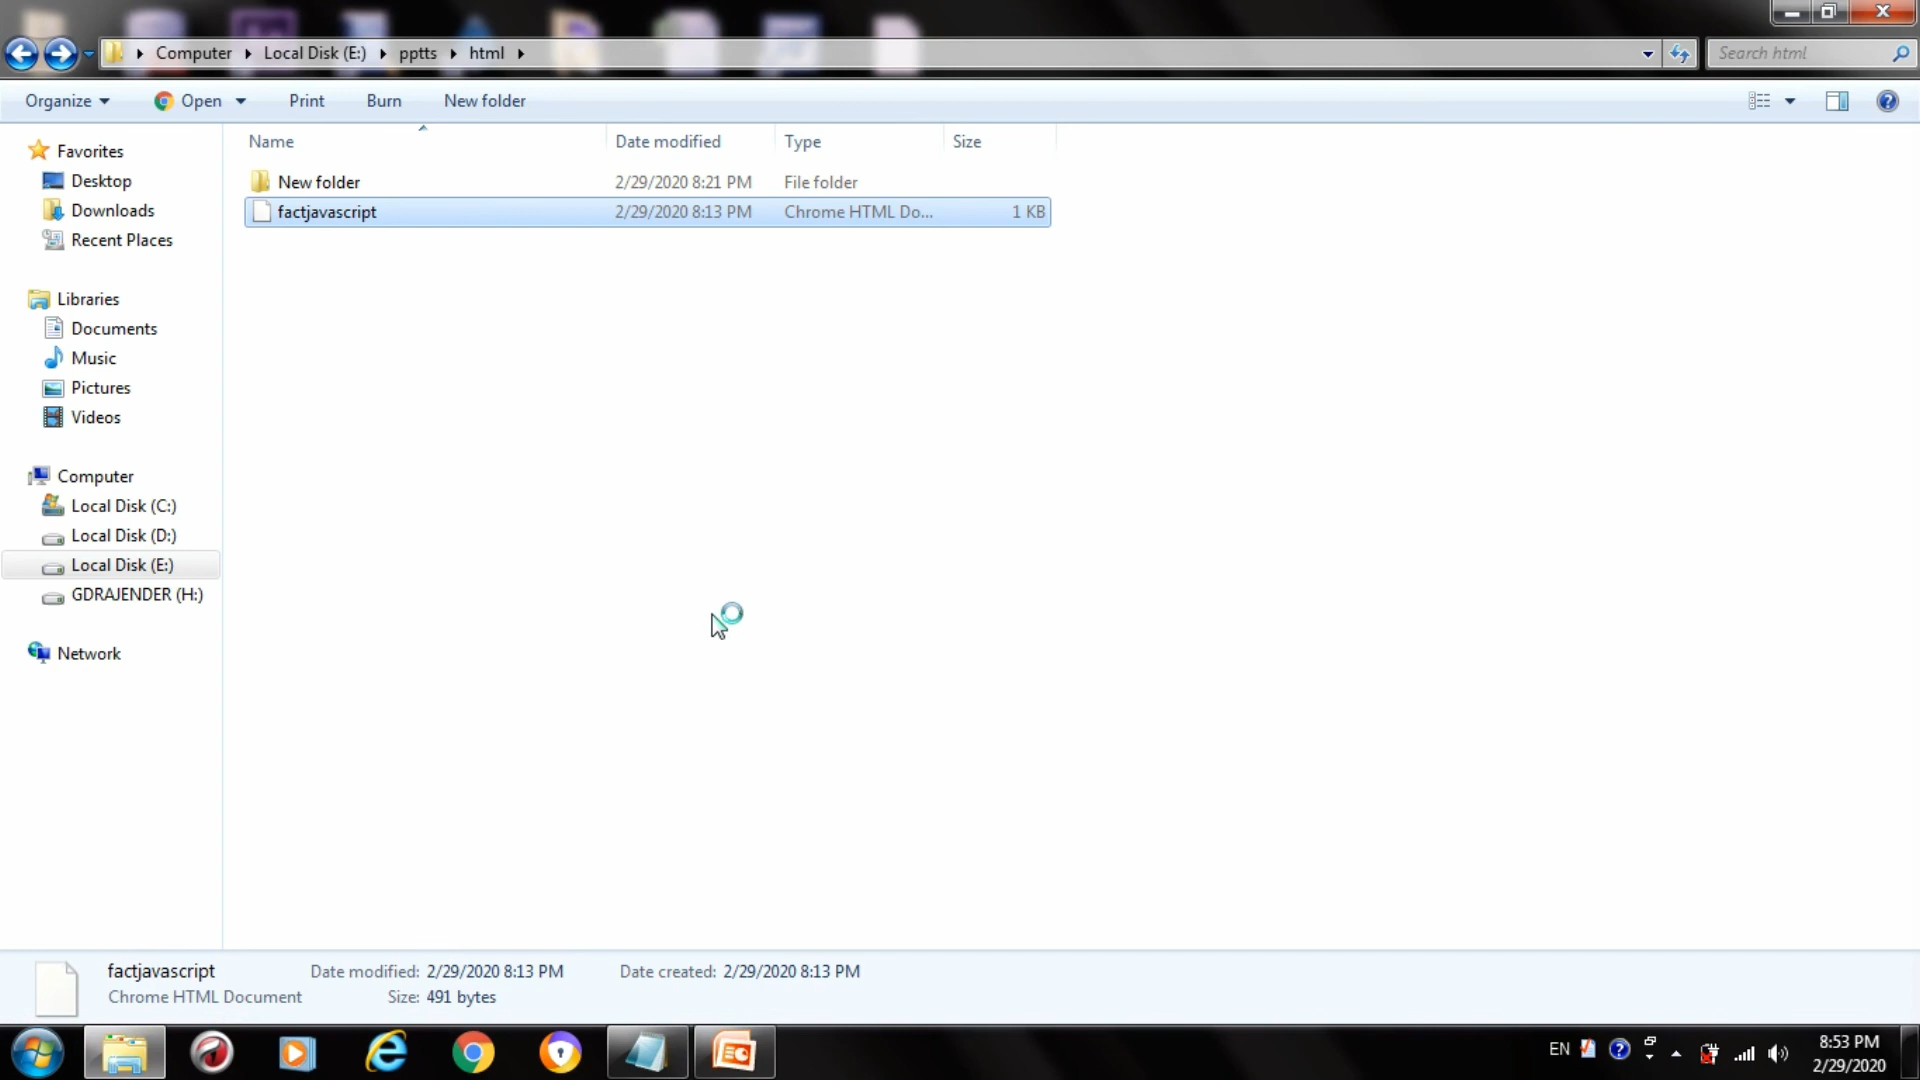 Computer Local Disk (E:) pptts html
Search html
Organize Open Print Burn New folder
Name Date modified Type Size
New folder 2/29/2020 8:21 PM File folder
factjavascript 2/29/2020 8:13 PM Chrome HTML Do... 1 KB
Favorites
Desktop
Downloads
Recent Places
Libraries
Documents
Music
Pictures
Videos
Computer
Local Disk (C:)
Local Disk (D:)
Local Disk (E:)
GDRAJENDER (H:)
Network
factjavascript Date modified: 2/29/2020 8:13 PM Date created: 2/29/2020 8:13 PM
Chrome HTML Document Size: 491 bytes
EN 8:53 PM
2/29/2020